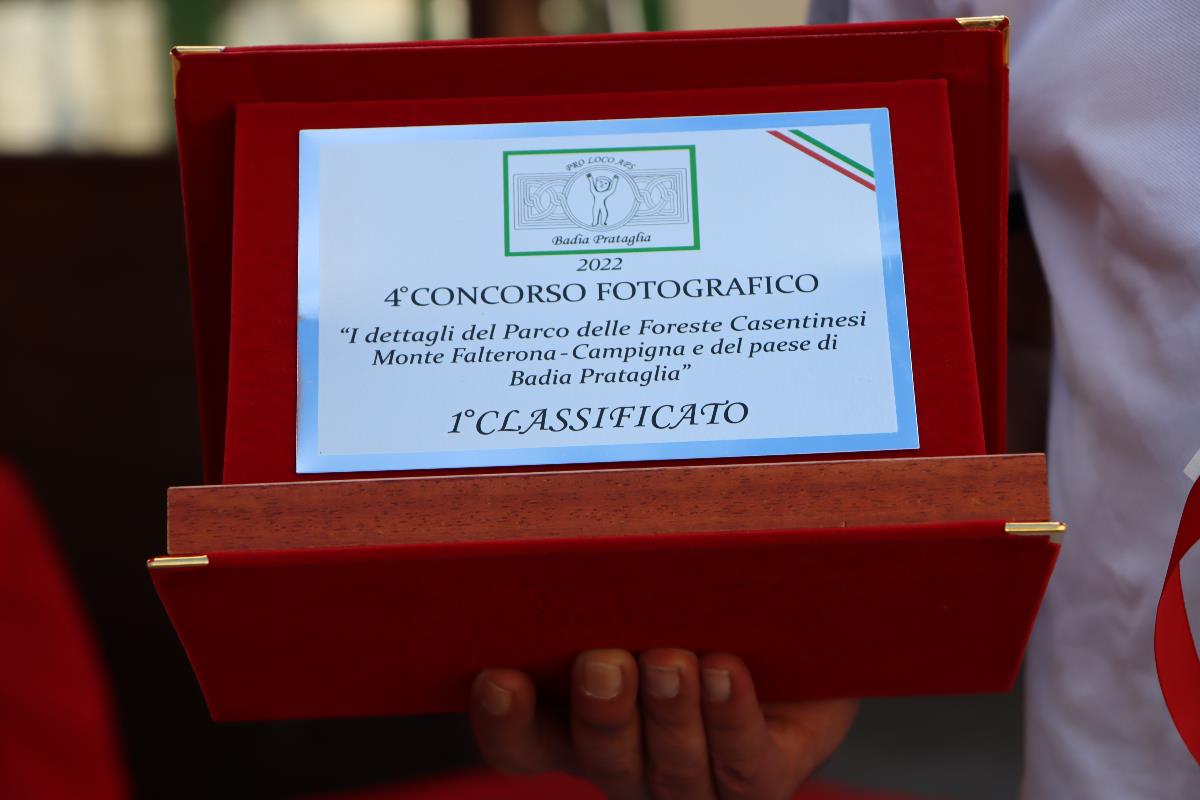 PRO LOCO APS
Badia Prataglia
2022
4°CONCORSO FOTOGRAFICO
“I dettagli del Parco delle Foreste Casentinesi
Monte Falterona-Campigna e del paese di
Badia Prataglia”
1°CLASSIFICATO